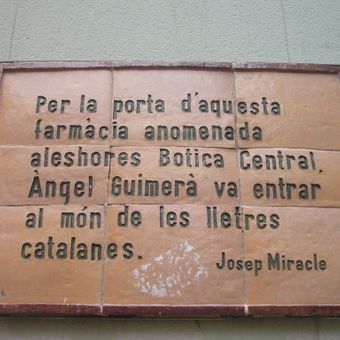 Per la porta d'aquesta
farmàcia anomenada
aleshores Botica Central,
Àngel Guimerà va entrar
al món de les lletres
catalanes.
Josep Miracle